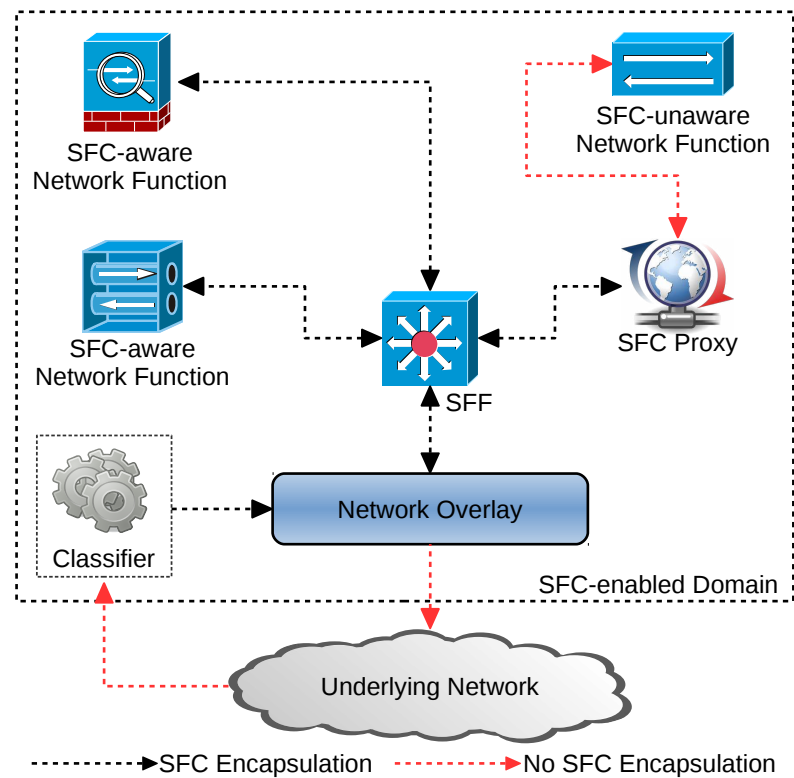 SFC-aware
Network Function
SFC-unaware
Network Function
SFC-aware
Network Function
SFC Proxy
SFF
Network Overlay
Classifier
SFC-enabled Domain
Underlying Network
SFC Encapsulation
No SFC Encapsulation